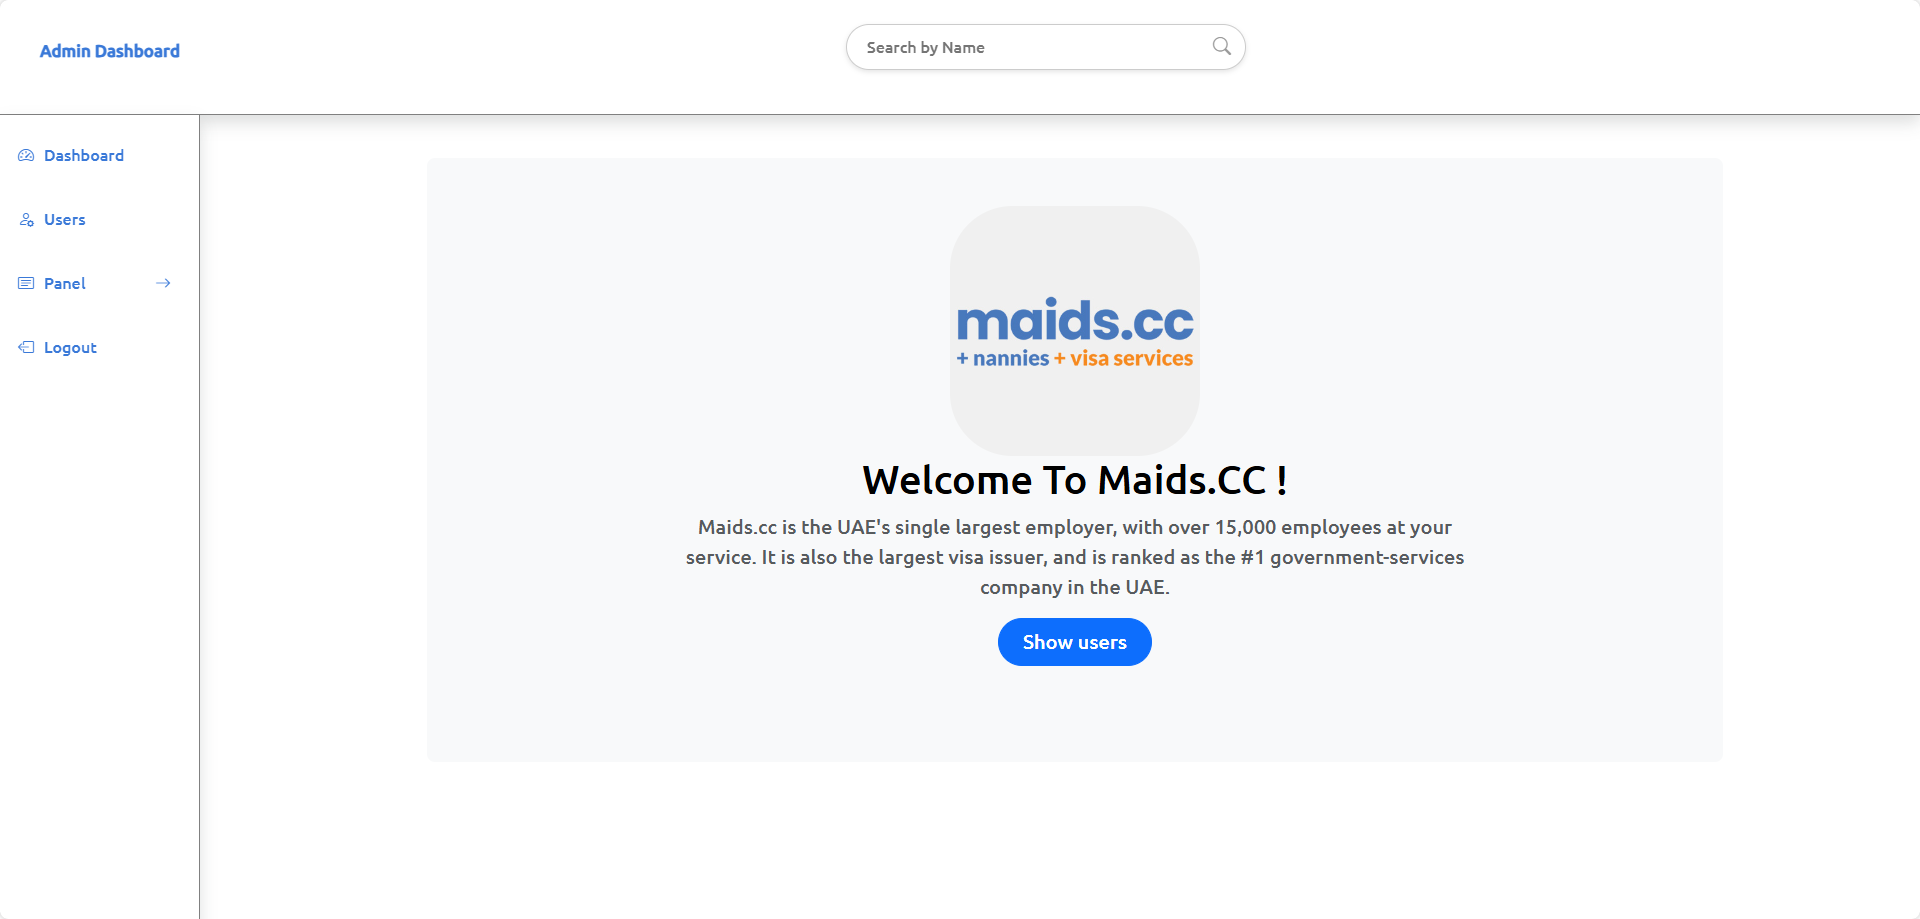 Admin Dashboard
Search by Name
Dashboard
Users
Panel
Logout
maids.cc
+ nannies + visa services
Welcome To Maids.CC !
Maids.cc is the UAE's single largest employer, with over 15,000 employees at your
service. It is also the largest visa issuer, and is ranked as the #1 government-services
company in the UAE.
Show users